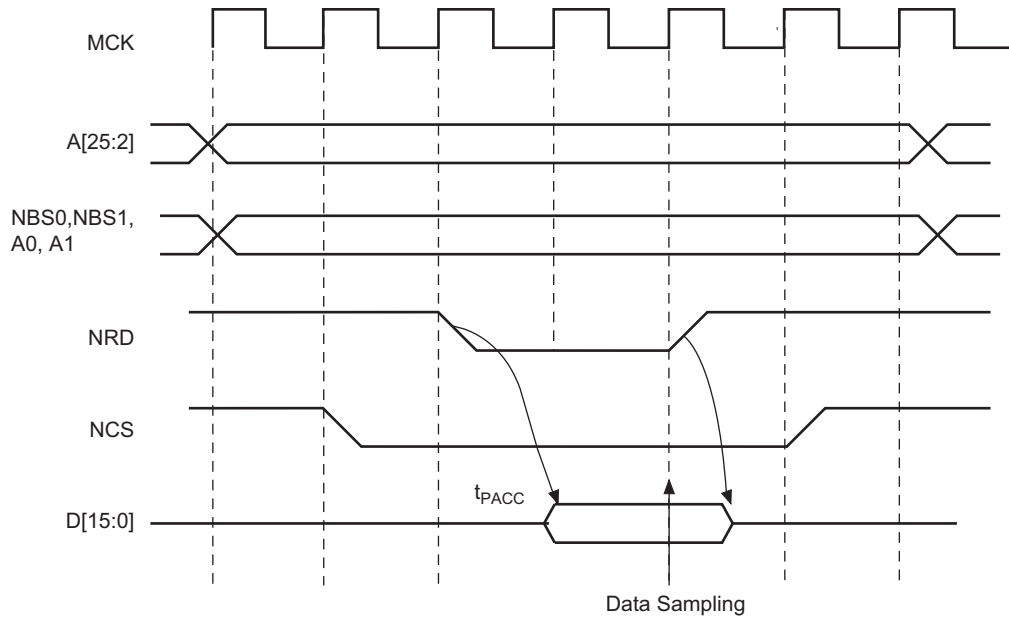 MCK
A[25:2]
NBS0,NBS1,
A0, A1
NRD
NCS
tPACC
D[15:0]
Data Sampling